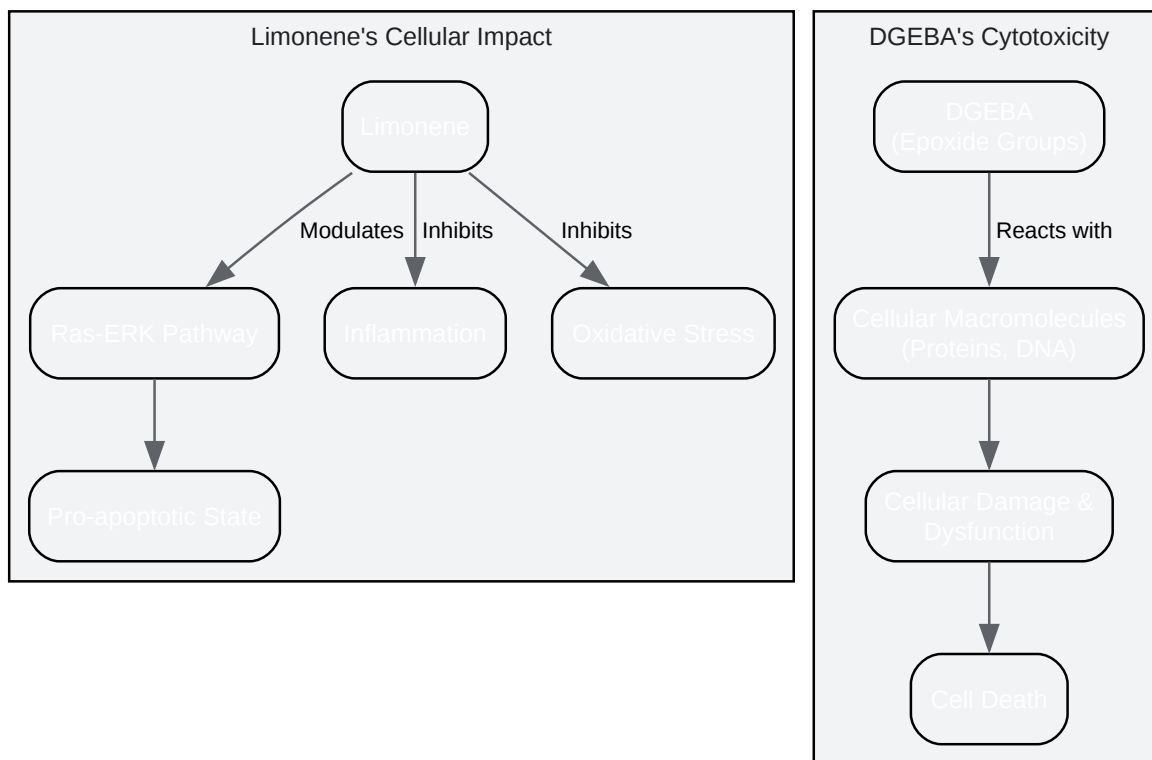 Limonene's Cellular Impact
Limonene
Modulates
Inhibits
Inhibits
Ras-ERK Pathway
Inflammation
Oxidative Stress
Pro-apoptotic State
DGEBA's Cytotoxicity
DGEBA
(Epoxide Groups)
Reacts with
Cellular Macromolecules
(Proteins, DNA)
Cellular Damage &
Dysfunction
Cell Death